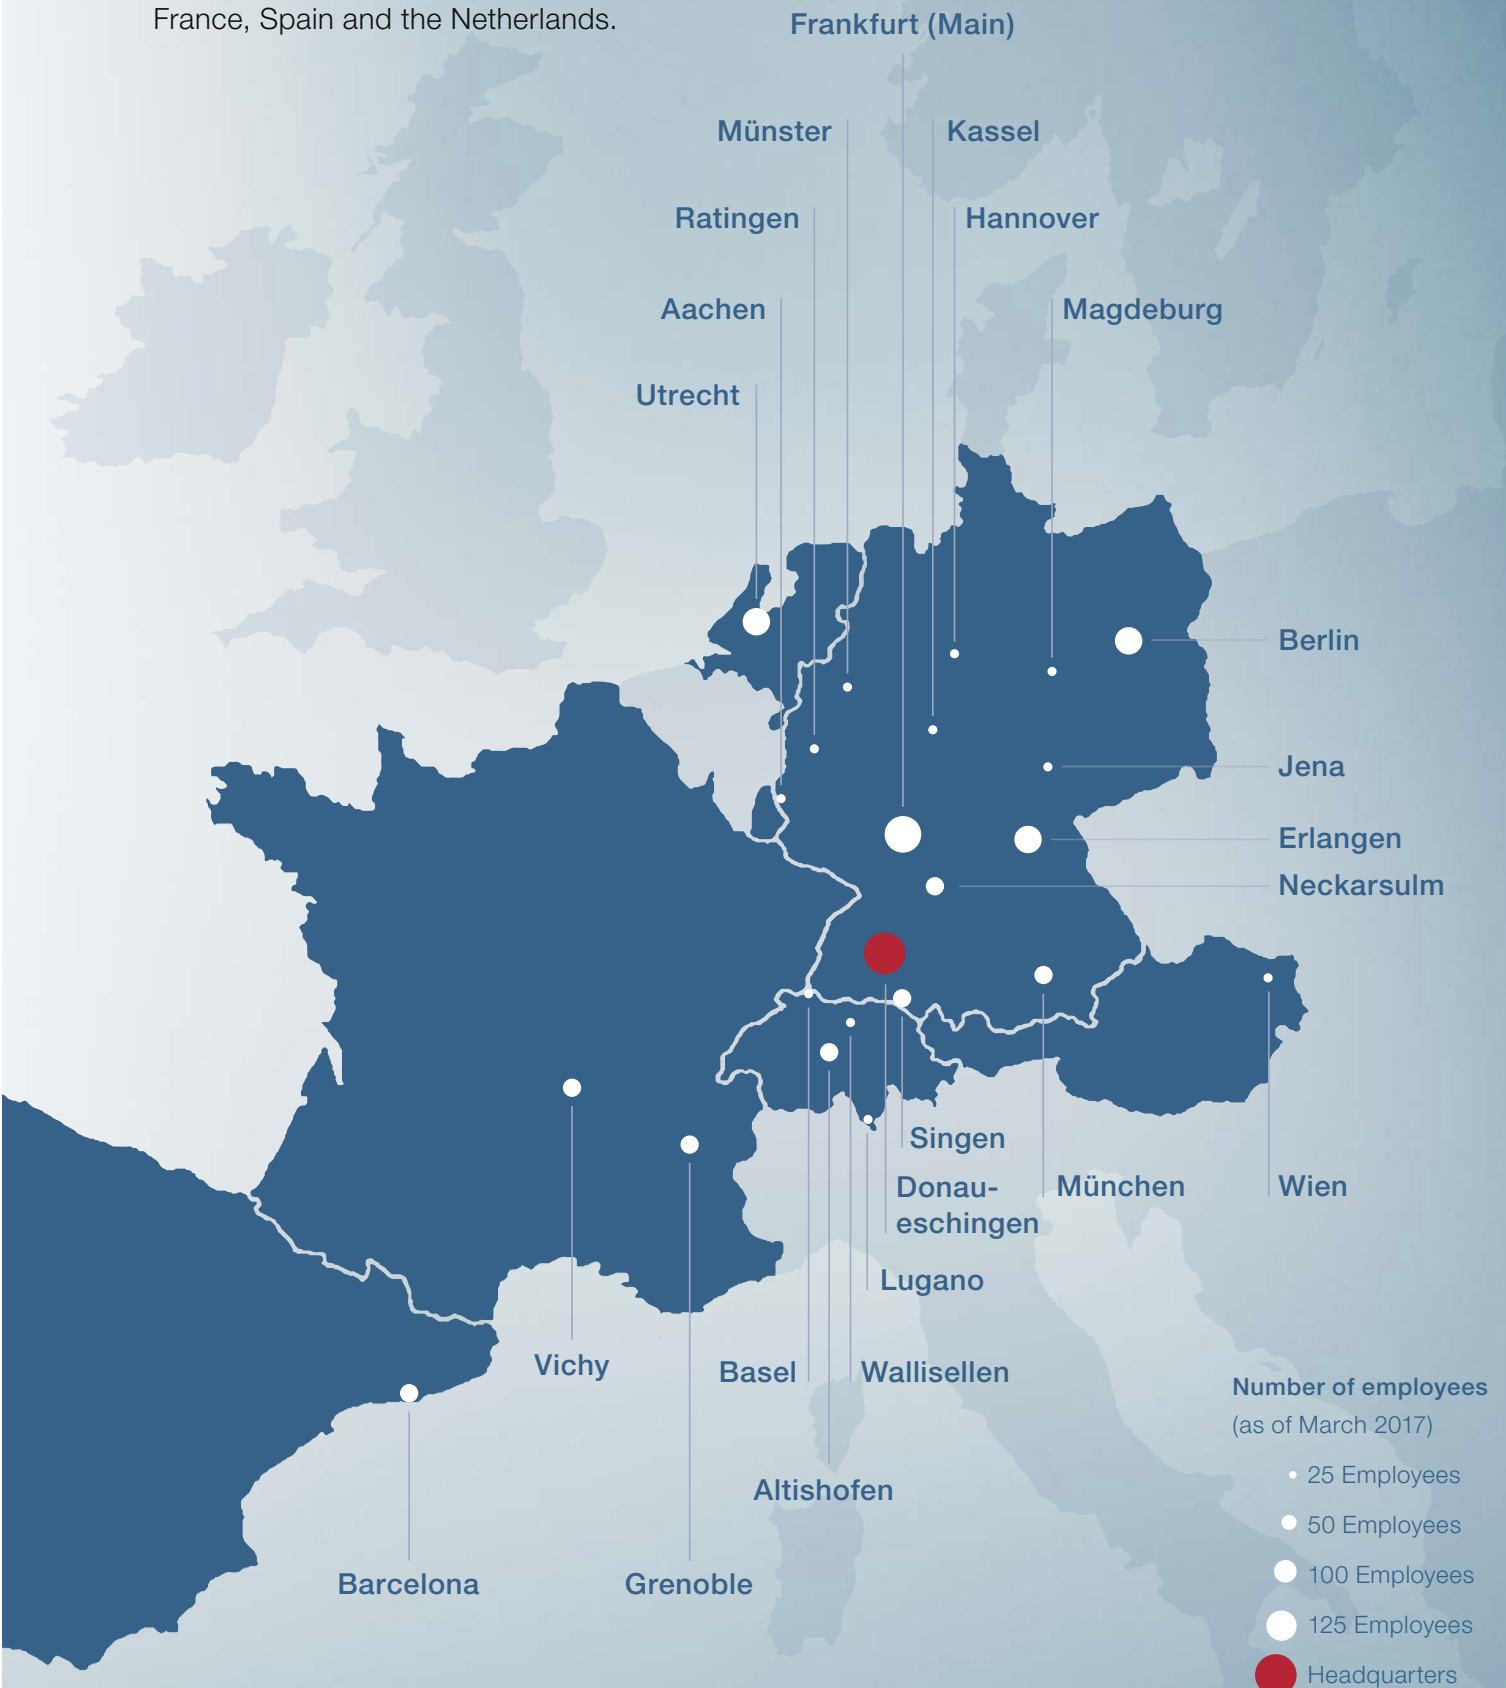 France, Spain and the Netherlands.
Frankfurt (Main)
Münster
Kassel
Ratingen
Hannover
Aachen
Magdeburg
Utrecht
Berlin
Jena
Erlangen
Neckarsulm
Singen
Donau-
eschingen
München
Wien
Lugano
Vichy
Basel
Wallisellen
Altishofen
Barcelona
Grenoble
Number of employees
(as of March 2017)
25 Employees
50 Employees
100 Employees
125 Employees
Headquarters